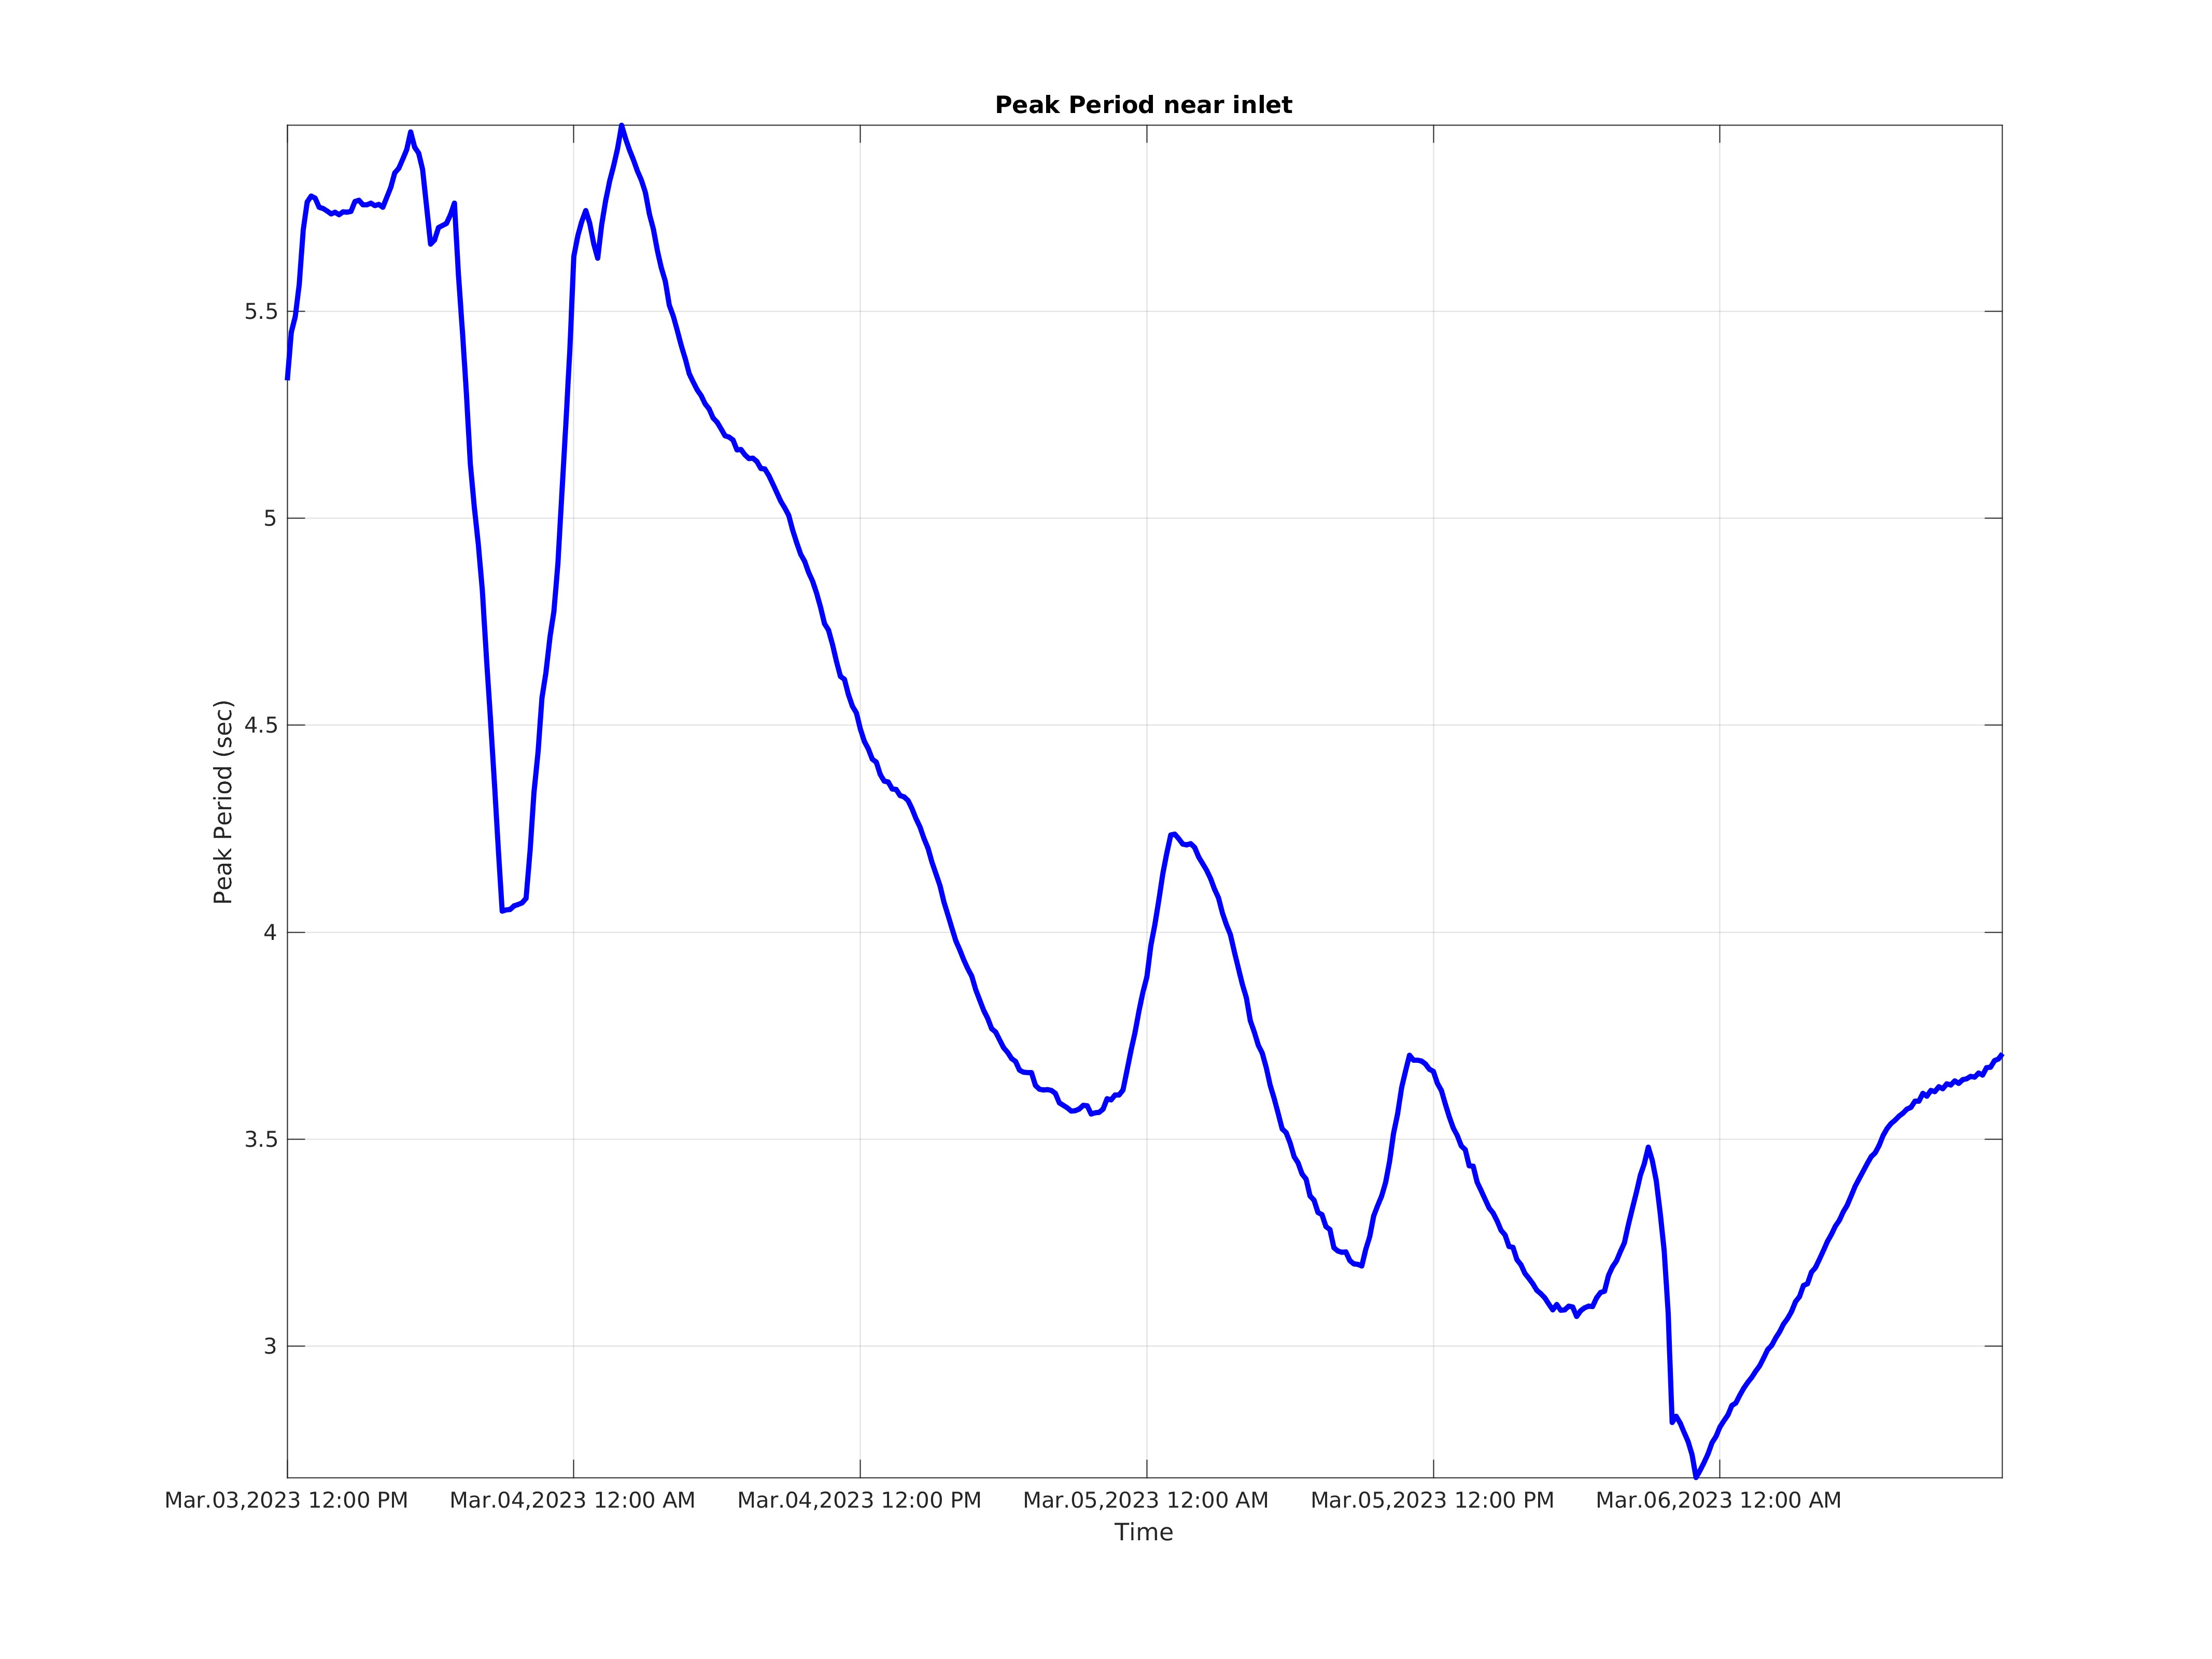 Peak Period near inlet
Peak Period (sec)
5.5
5
4.5
4
3.5
3
Mar.03,2023 12:00 PM
Mar.04,2023 12:00 AM
Mar.04,2023 12:00 PM
Mar.05,2023 12:00 AM
Mar.05,2023 12:00 PM
Mar.06,2023 12:00 AM
Time